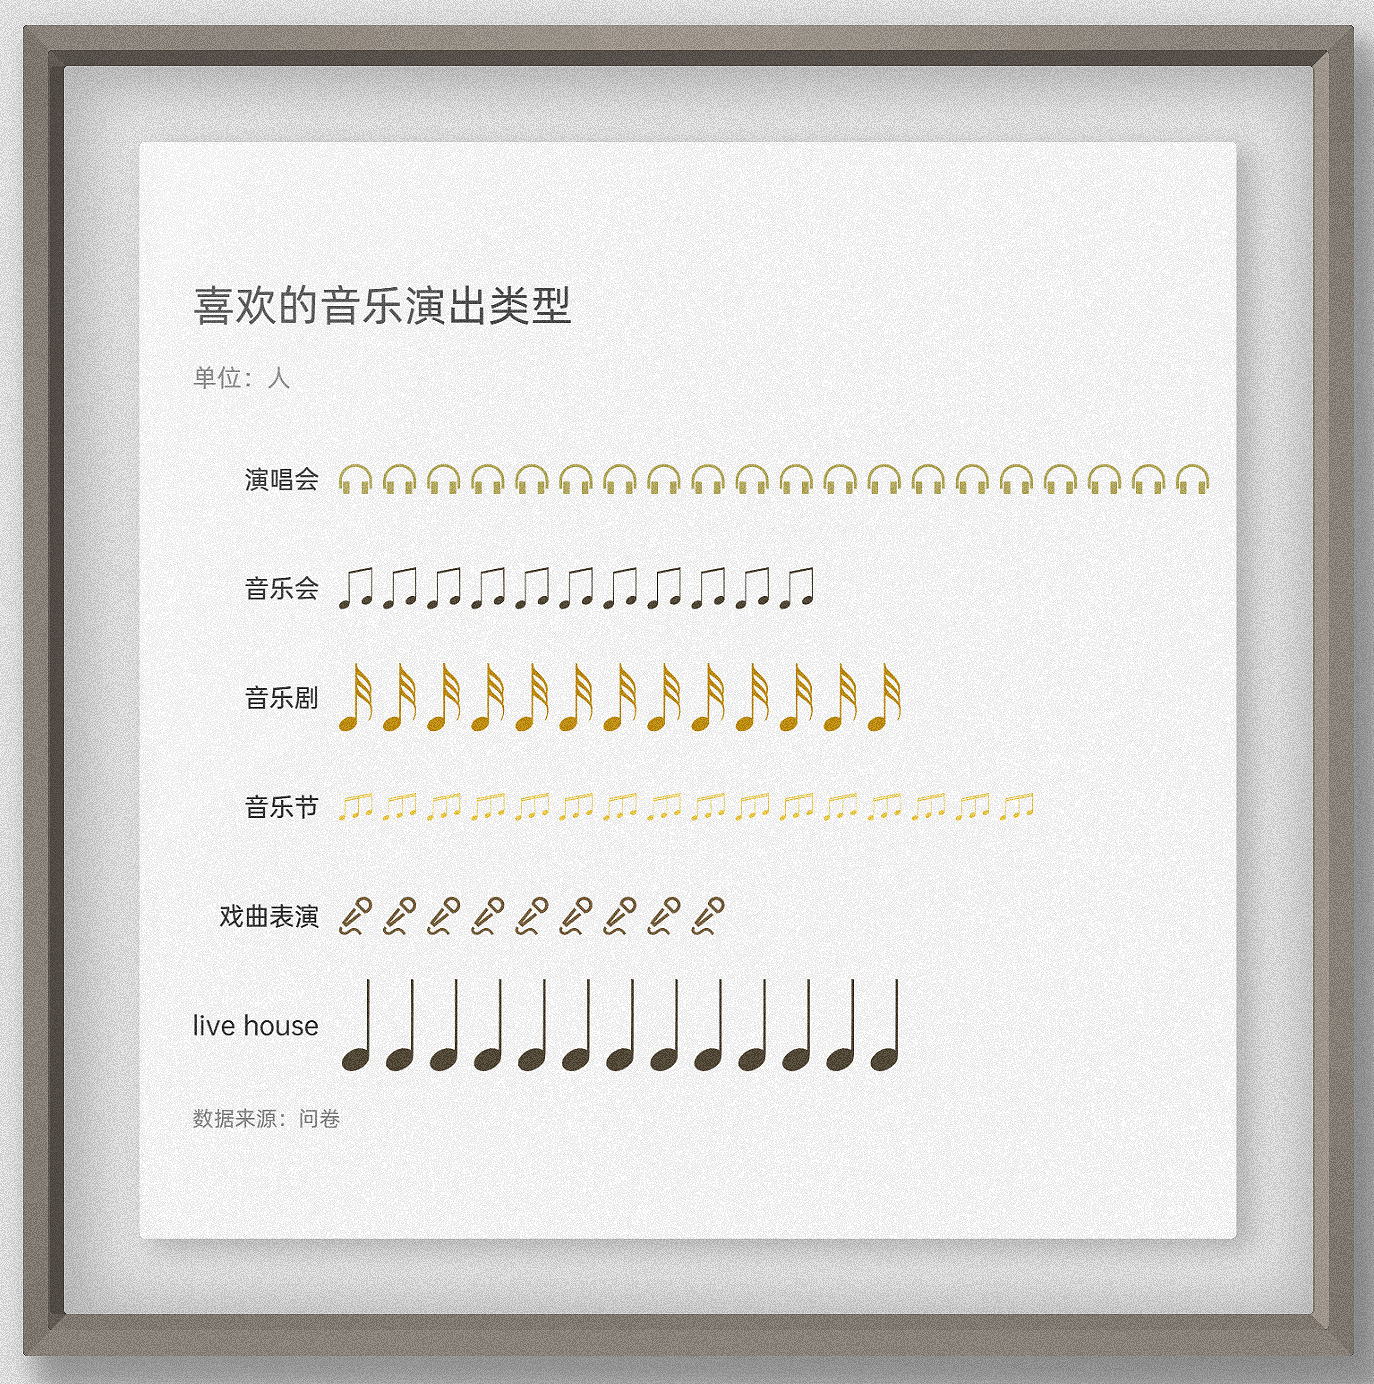 喜欢的音乐演出类型
单位：人
演唱会
音乐会
音乐剧
音乐节
戏曲表演
live house
数据来源：问卷